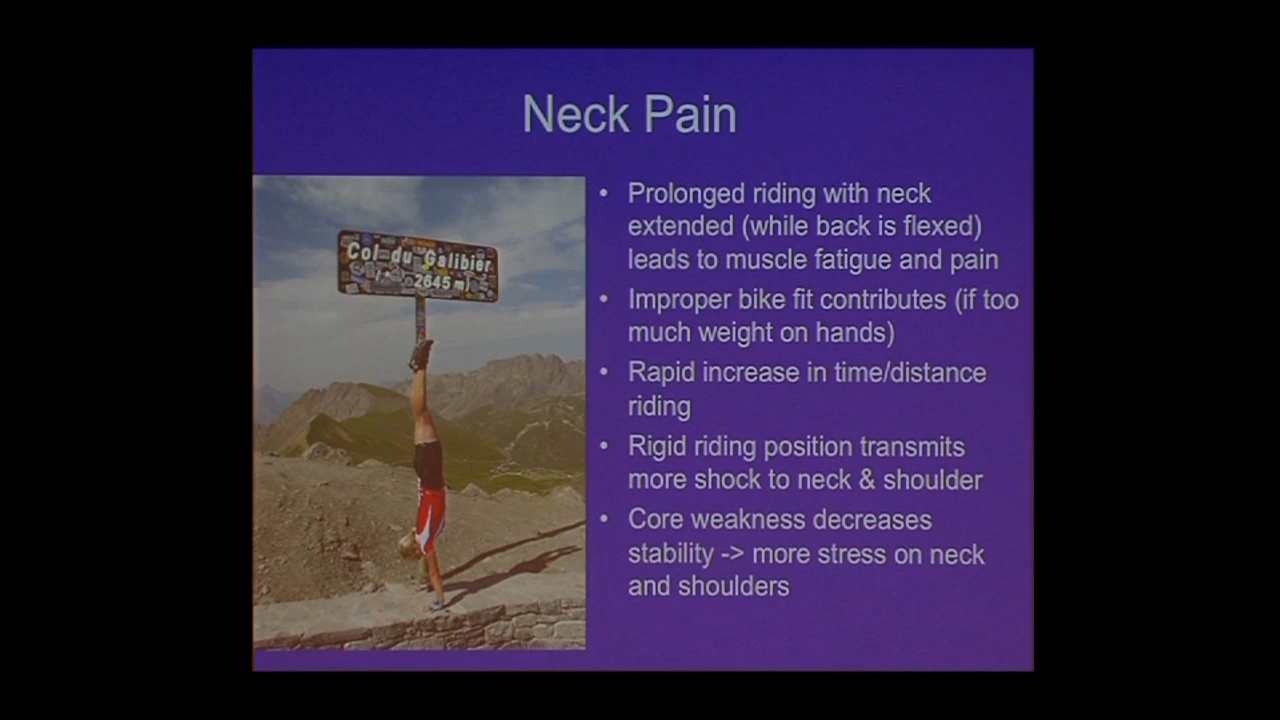 Neck Pain
Col du Galibier
2645 m
• Prolonged riding with neck
extended (while back is flexed)
leads to muscle fatigue and pain
• Improper bike fit contributes (if too
much weight on hands)
• Rapid increase in time/distance
riding
• Rigid riding position transmits
more shock to neck & shoulder
• Core weakness decreases
stability -> more stress on neck
and shoulders